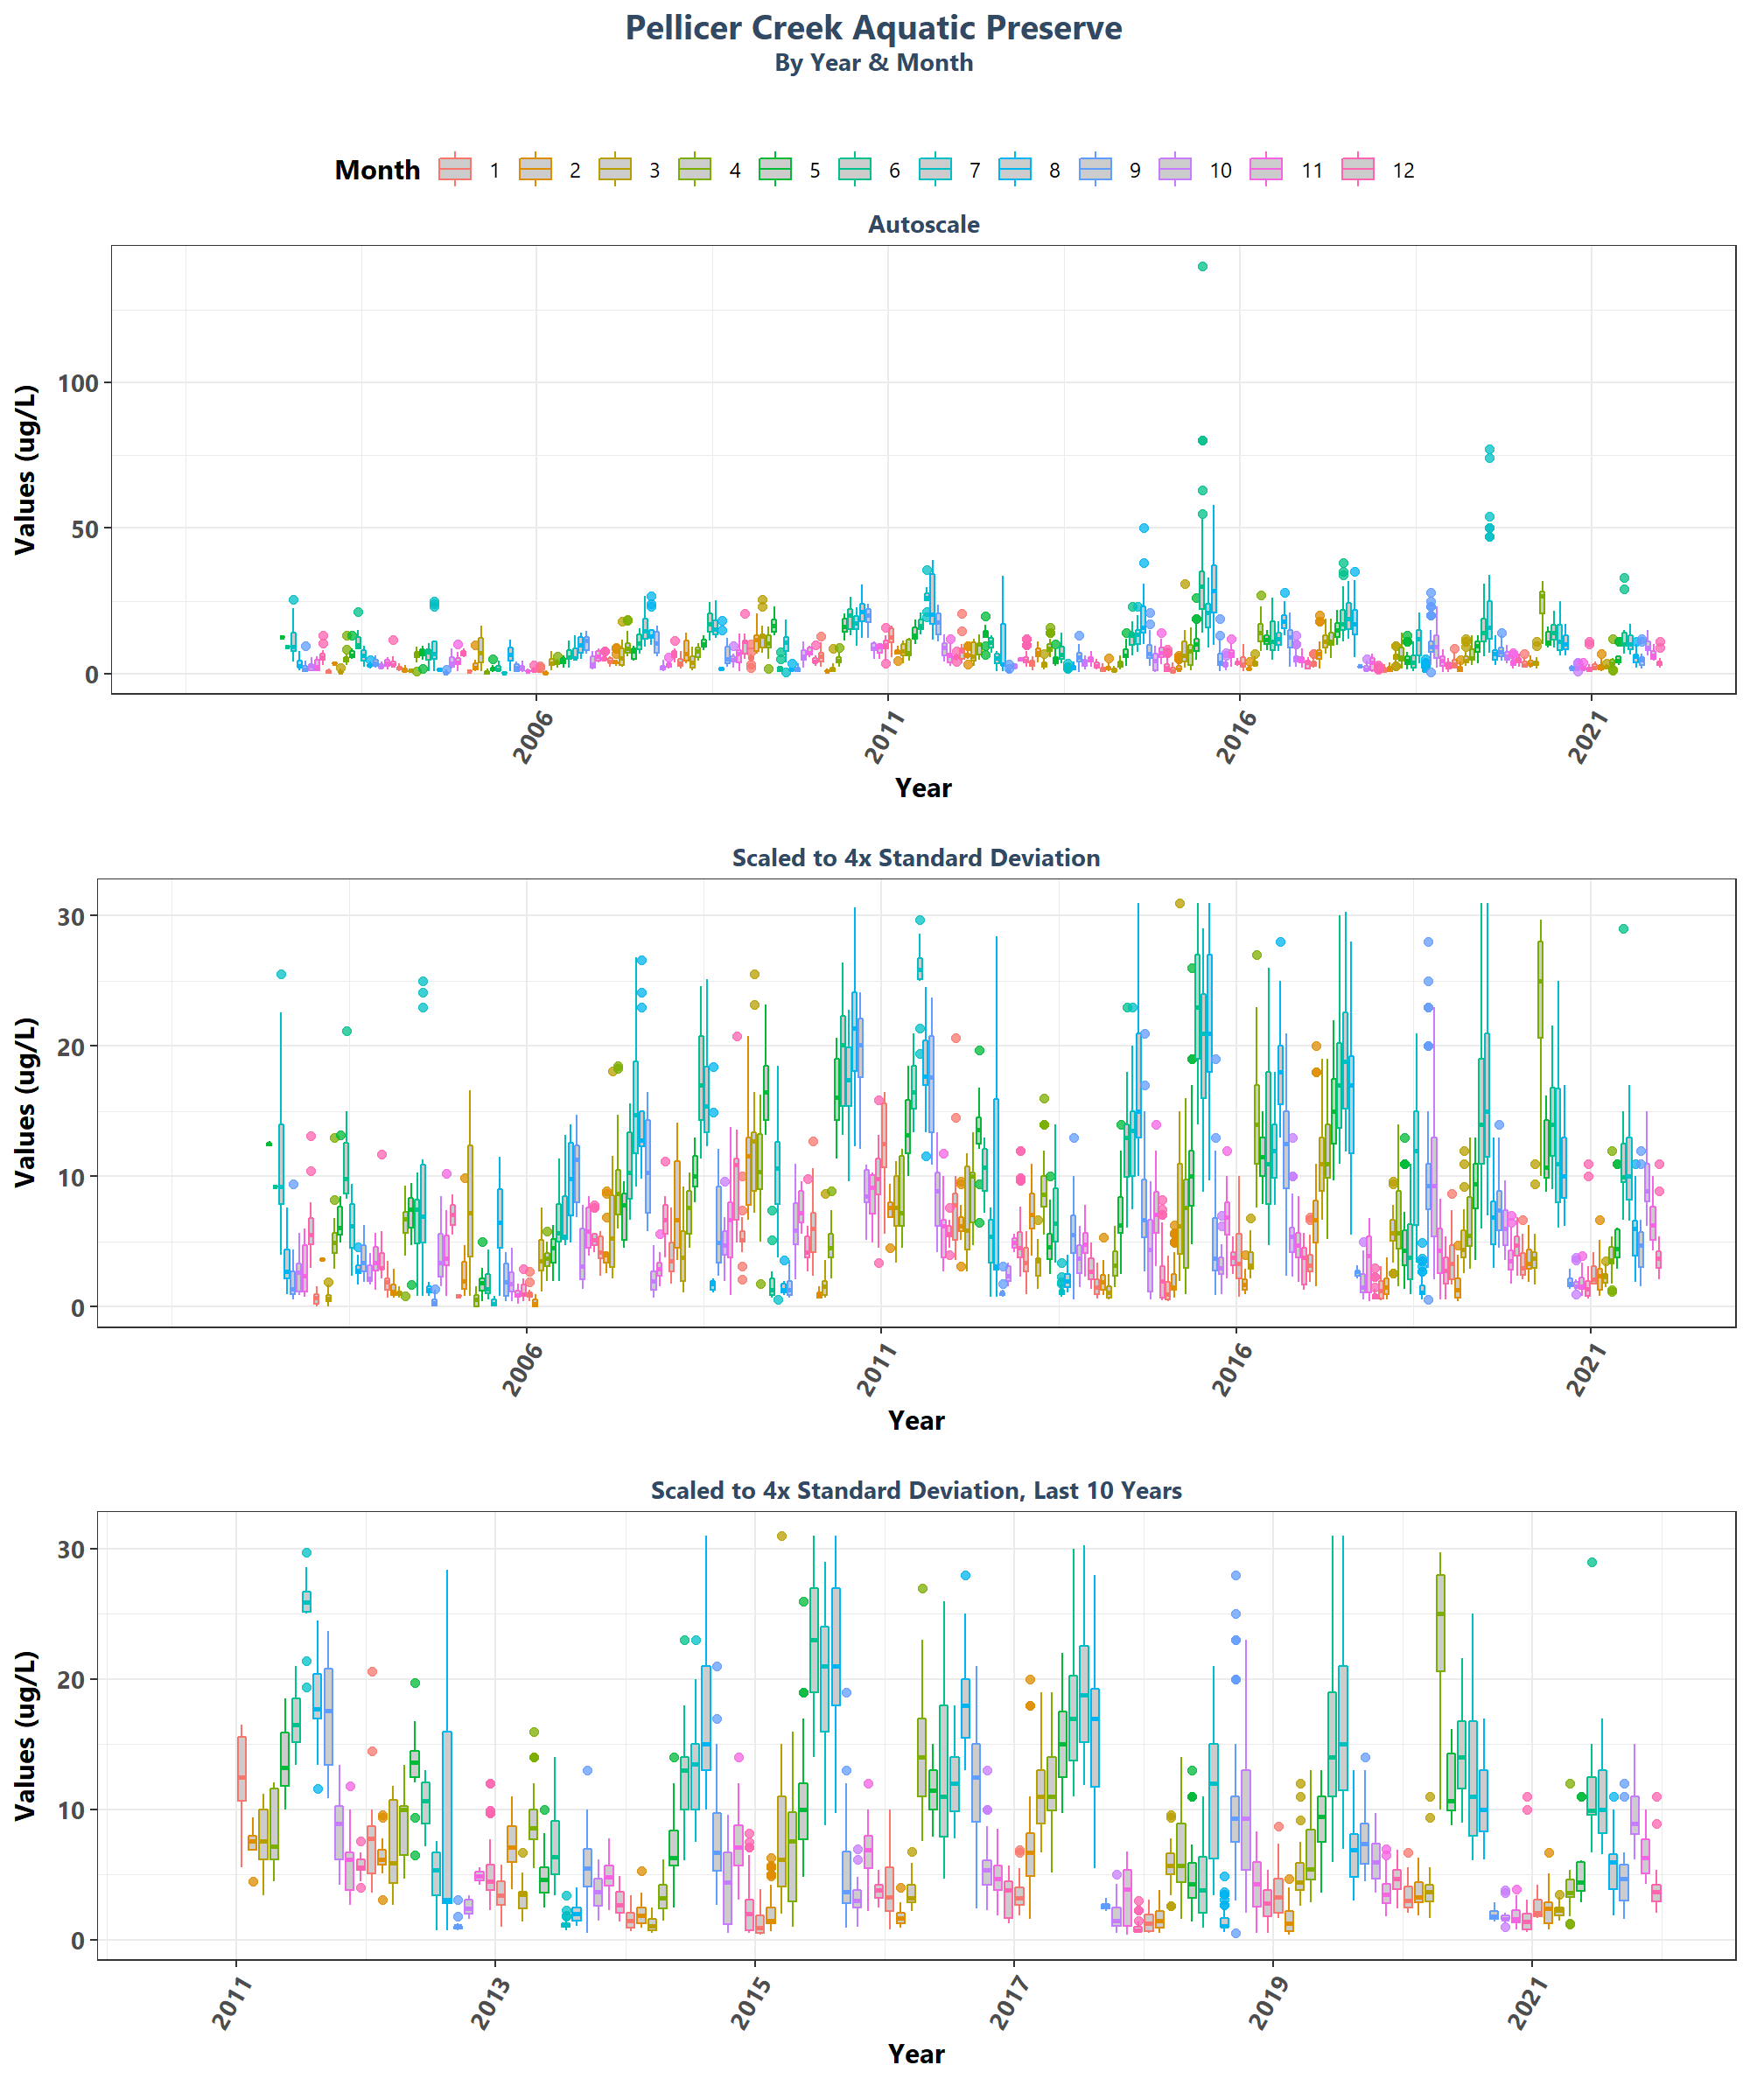 Pellicer Creek Aquatic Preserve
By Year & Month
Month 1 2 3 4 5 6 7 8 9 10 11 12
Autoscale
Values (ug/L)
100
50
0
2006 2011 2016 2021
Year
Scaled to 4x Standard Deviation
Values (ug/L)
30
20
10
0
2006 2011 2016 2021
Year
Scaled to 4x Standard Deviation, Last 10 Years
Values (ug/L)
30
20
10
0
2011 2013 2015 2017 2019 2021
Year